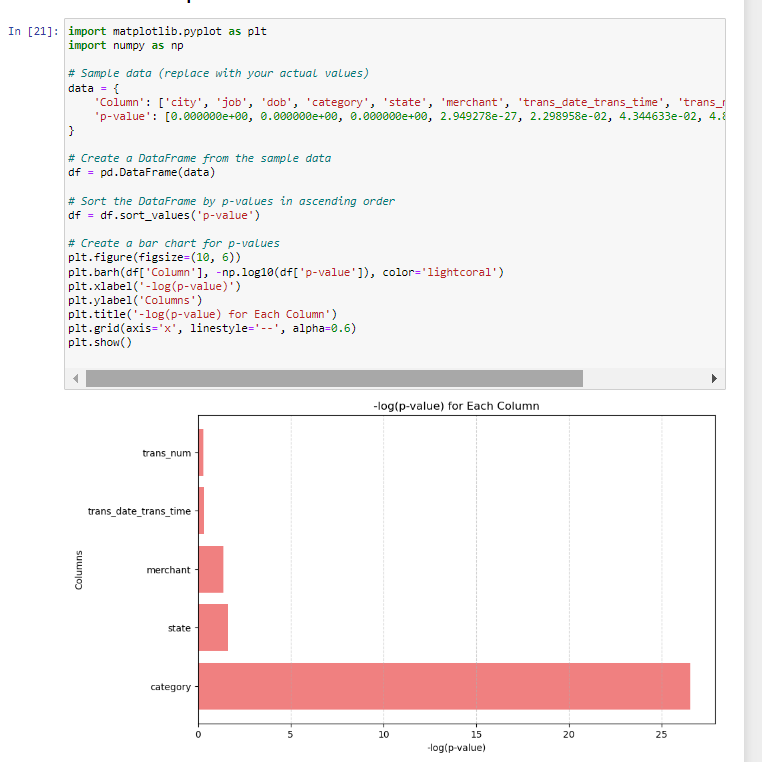 In [21]: import matplotlib.pyplot as plt
import numpy as np
# Sample data (replace with your actual values)
data = {
    'Column': ['city', 'job', 'dob', 'category', 'state', 'merchant', 'trans_date_trans_time', 'trans_
    'p-value': [0.000000e+00, 0.000000e+00, 0.000000e+00, 2.949278e-27, 2.298958e-02, 4.344633e-02, 4.
}
# Create a DataFrame from the sample data
df = pd.DataFrame(data)
# Sort the DataFrame by p-values in ascending order
df = df.sort_values('p-value')
# Create a bar chart for p-values
plt.figure(figsize=(10, 6))
plt.barh(df['Column'], -np.log10(df['p-value']), color='lightcoral')
plt.xlabel('-log(p-value)')
plt.ylabel('Columns')
plt.title('-log(p-value) for Each Column')
plt.grid(axis='x', linestyle='--', alpha=0.6)
plt.show()
-log(p-value) for Each Column
trans_num
trans_date_trans_time
merchant
state
category
Columns
0 5 10 15 20 25
-log(p-value)